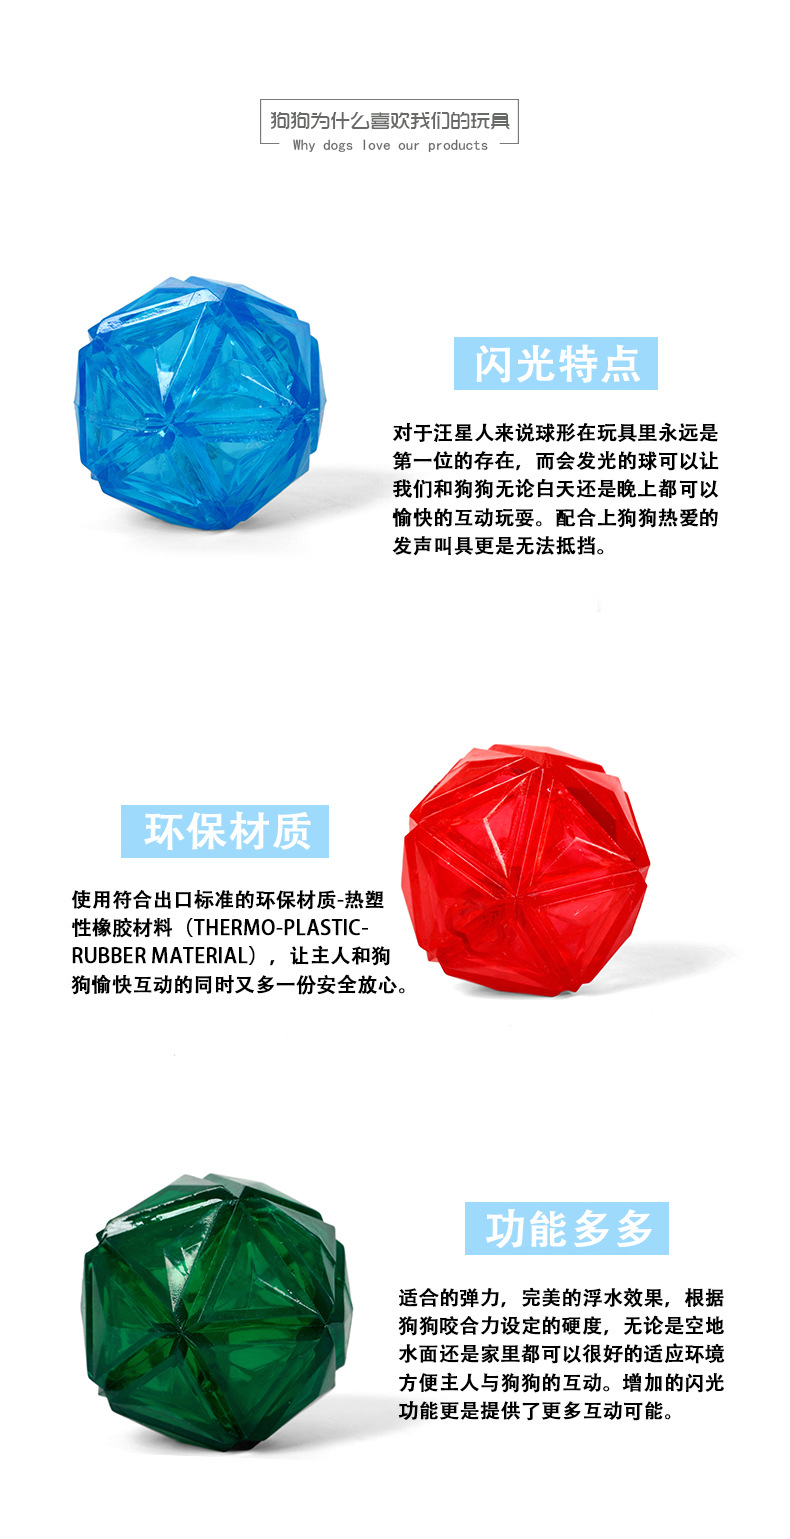 狗狗为什么喜欢我们的玩具
Why dogs love our products
闪光特点
对于汪星人来说球形在玩具里永远是
第一位的存在，而会发光的球可以让
我们和狗狗无论白天还是晚上都可以
愉快的互动玩耍。配合上狗狗热爱的
发声叫具更是无法抵挡。
环保材质
使用符合出口标准的环保材质-热塑
性橡胶材料（THERMO-PLASTIC-
RUBBER MATERIAL），让主人和狗
狗愉快互动的同时又多一份安全放心。
功能多多
适合的弹力，完美的浮水效果，根据
狗狗咬合力设定的硬度，无论是空地
水面还是家里都可以很好的适应环境
方便主人与狗狗的互动。增加的闪光
功能更是提供了更多互动可能。